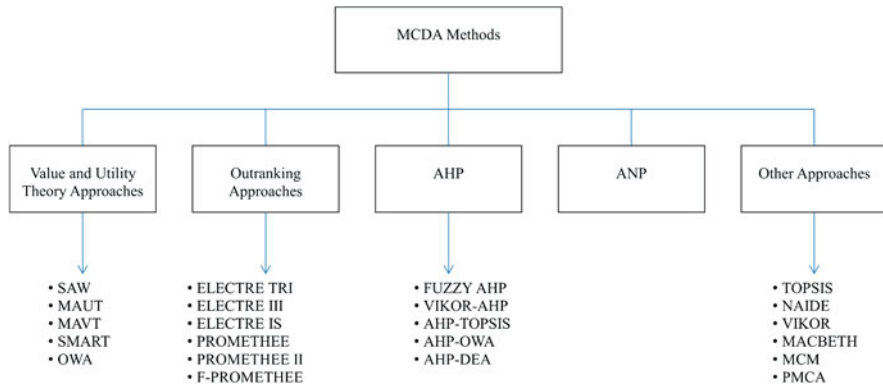 MCDA Methods
Value and Utility
Theory Approaches
Outranking
Approaches
AHP
ANP
Other Approaches
• SAW
• MAUT
• MAVT
• SMART
• OWA
• ELECTRE TRI
• ELECTRE III
• ELECTRE IS
• PROMETHEE
• PROMETHEE II
• F-PROMETHEE
• FUZZY AHP
• VIKOR-AHP
• AHP-TOPSIS
• AHP-OWA
• AHP-DEA
• TOPSIS
• NAIDE
• VIKOR
• MACBETH
• MCM
• PMCA